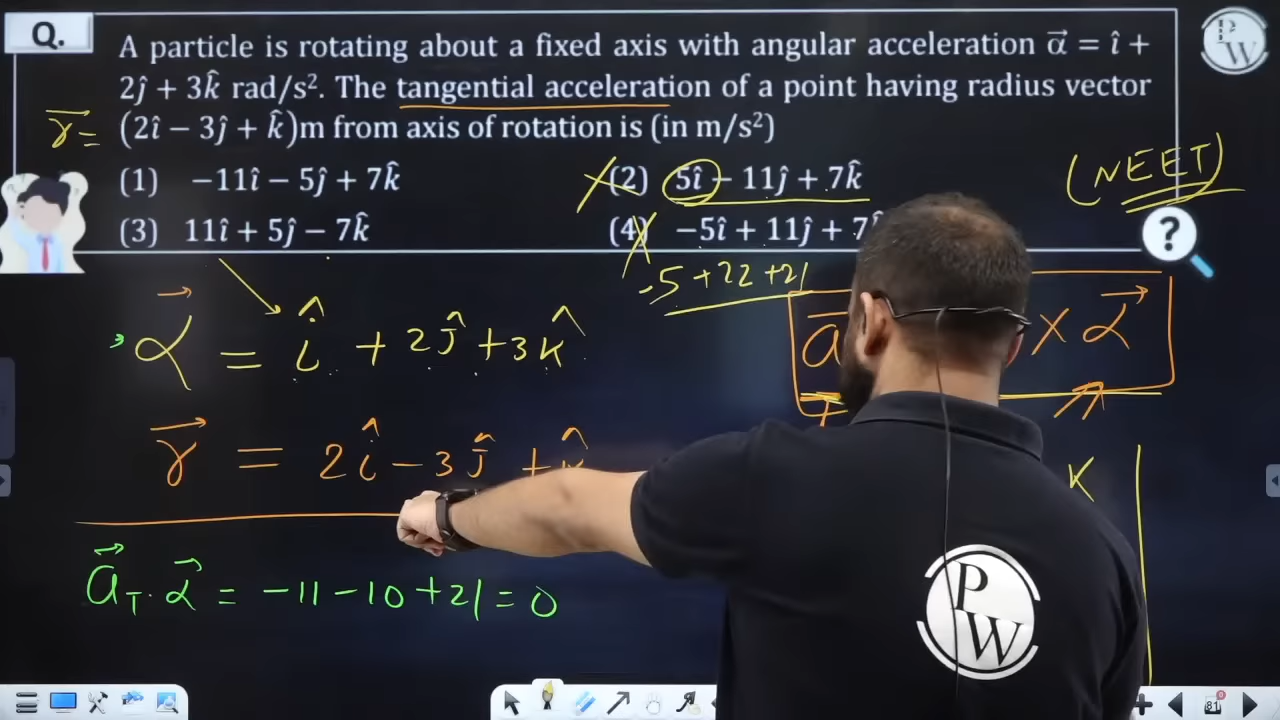 Q.
A particle is rotating about a fixed axis with angular acceleration α⃗ = î +
2ĵ + 3k̂ rad/s². The tangential acceleration of a point having radius vector
r⃗ = (2î − 3ĵ + k̂)m from axis of rotation is (in m/s²)
(1) −11î − 5ĵ + 7k̂
(2) 5î − 11ĵ + 7k̂
(NEET)
(3) 11î + 5ĵ − 7k̂
(4) −5î + 11ĵ + 7
?
-5 + 22 + 21
α⃗ = î + 2ĵ + 3k̂
a⃗T × α⃗
r⃗ = 2î − 3ĵ + k̂
K
a⃗T . α⃗ = −11 − 10 + 21 = 0
PW
PW
81